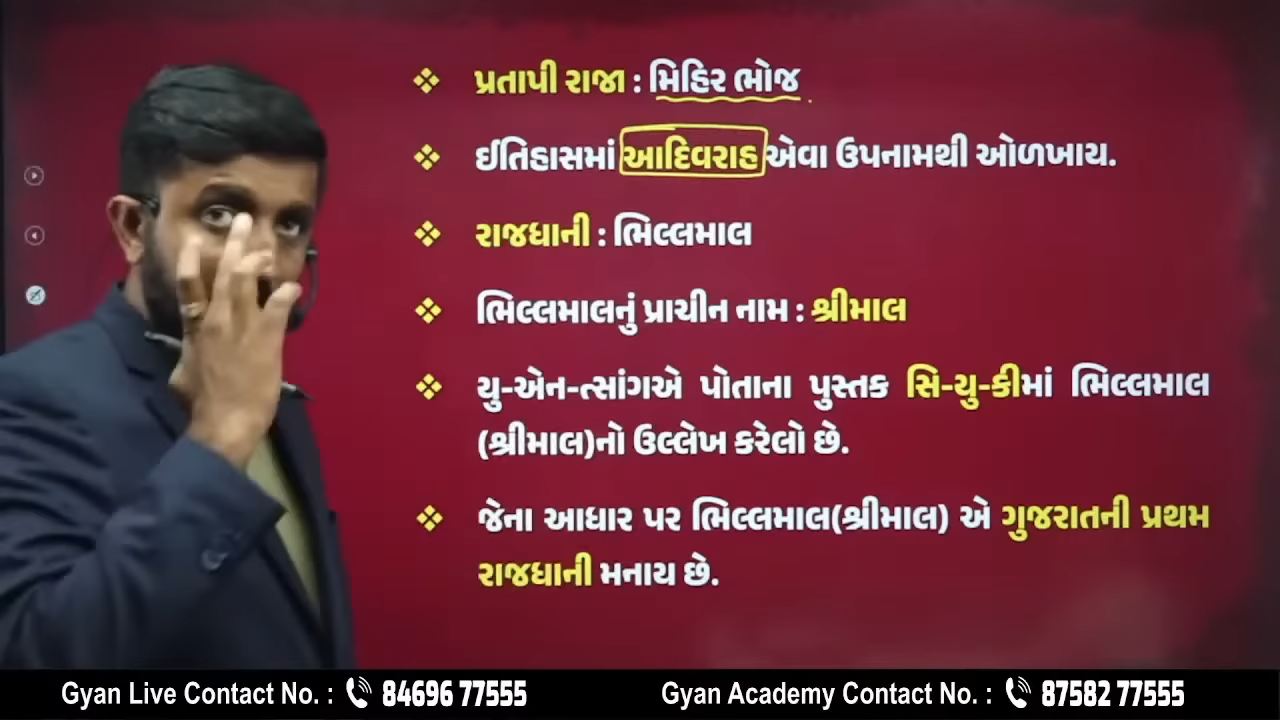 ❖ પ્રતાપી રાજા : મિહિર ભોજ
❖ ઈતિહાસમાં આદિવરાહ એવા ઉપનામથી ઓળખાય.
❖ રાજધાની : ભિલ્લમાલ
❖ ભિલ્લમાલનું પ્રાચીન નામ : શ્રીમાલ
❖ યુ-એન-ત્સાંગએ પોતાના પુસ્તક સિ-યુ-કીમાં ભિલ્લમાલ
(શ્રીમાલ)નો ઉલ્લેખ કરેલો છે.
❖ જેના આધાર પર ભિલ્લમાલ(શ્રીમાલ) એ ગુજરાતની પ્રથમ
રાજધાની મનાય છે.
Gyan Live Contact No. : 84696 77555 Gyan Academy Contact No. : 87582 77555